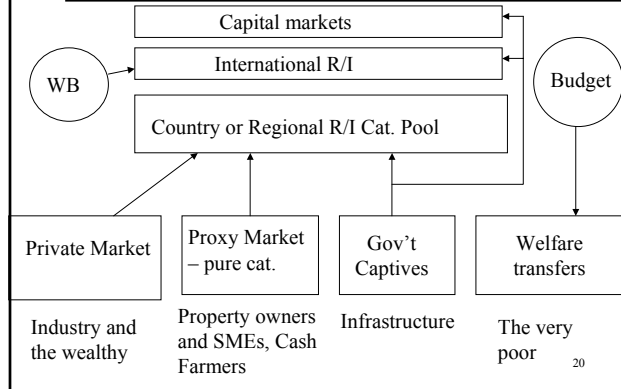 Capital markets
International R/I
WB
Budget
Country or Regional R/I Cat. Pool
Private Market
Proxy Market
– pure cat.
Gov't
Captives
Welfare
transfers
Industry and
the wealthy
Property owners
and SMEs, Cash
Farmers
Infrastructure
The very
poor
20